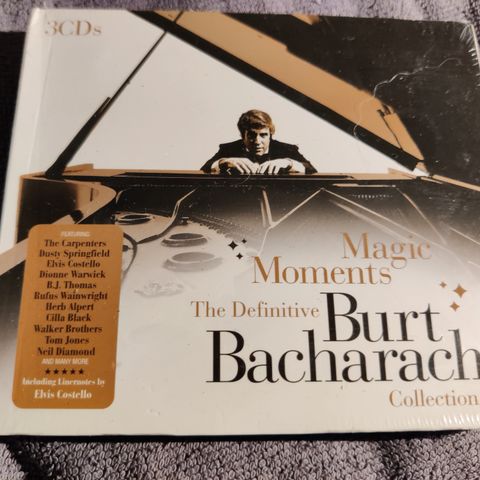 3CDs
FEATURING
The Carpenters
Dusty Springfield
Elvis Costello
Dionne Warwick
B.J. Thomas
Rufus Wainwright
Herb Alpert
Cilla Black
Walker Brothers
Tom Jones
Neil Diamond
AND MANY MORE
Including Linernotes by
Elvis Costello
Magic
Moments
The Definitive Burt
Bacharach
Collection